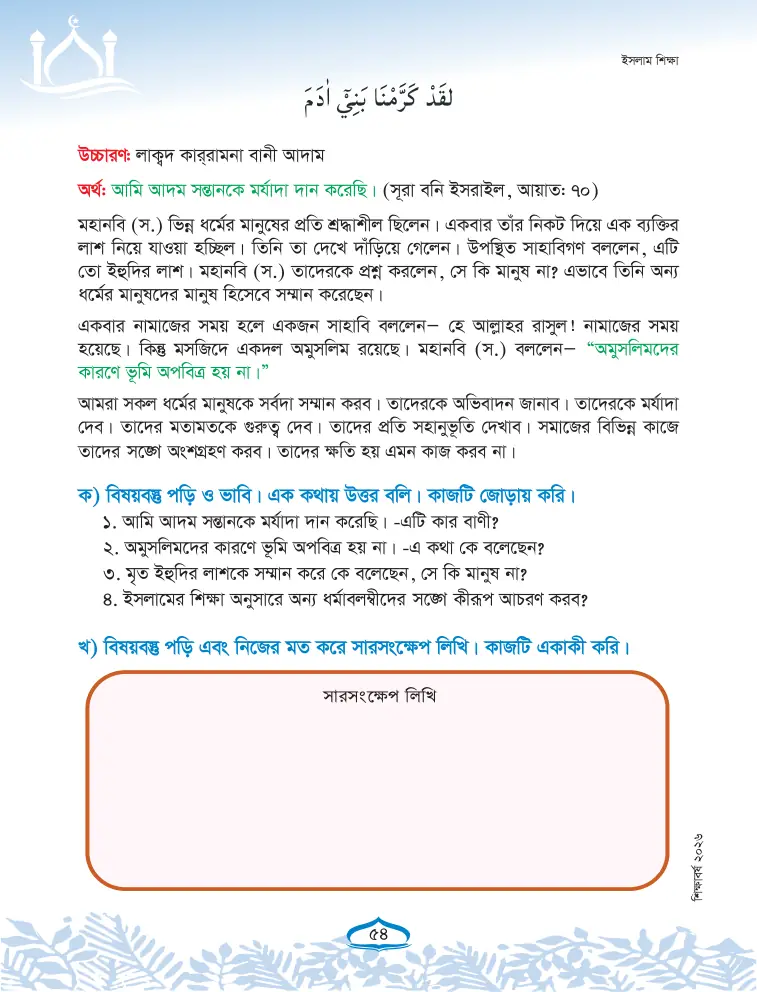 ইসলাম শিক্ষা
لَقَدْ كَرَّمْنَا بَنِيْٓ اٰدَمَ
উচ্চারণ: লাক্বদ কার্‌রামনা বানী আদাম
অর্থ: আমি আদম সন্তানকে মর্যাদা দান করেছি। (সূরা বনি ইসরাইল, আয়াত: ৭০)
মহানবি (স.) ভিন্ন ধর্মের মানুষের প্রতি শ্রদ্ধাশীল ছিলেন। একবার তাঁর নিকট দিয়ে এক ব্যক্তির
লাশ নিয়ে যাওয়া হচ্ছিল। তিনি তা দেখে দাঁড়িয়ে গেলেন। উপস্থিত সাহাবিগণ বললেন, এটি
তো ইহুদির লাশ। মহানবি (স.) তাদেরকে প্রশ্ন করলেন, সে কি মানুষ না? এভাবে তিনি অন্য
ধর্মের মানুষদের মানুষ হিসেবে সম্মান করেছেন।
একবার নামাজের সময় হলে একজন সাহাবি বললেন– হে আল্লাহর রাসুল! নামাজের সময়
হয়েছে। কিন্তু মসজিদে একদল অমুসলিম রয়েছে। মহানবি (স.) বললেন– “অমুসলিমদের
কারণে ভূমি অপবিত্র হয় না।”
আমরা সকল ধর্মের মানুষকে সর্বদা সম্মান করব। তাদেরকে অভিবাদন জানাব। তাদেরকে মর্যাদা
দেব। তাদের মতামতকে গুরুত্ব দেব। তাদের প্রতি সহানুভূতি দেখাব। সমাজের বিভিন্ন কাজে
তাদের সঙ্গে অংশগ্রহণ করব। তাদের ক্ষতি হয় এমন কাজ করব না।
ক) বিষয়বস্তু পড়ি ও ভাবি। এক কথায় উত্তর বলি। কাজটি জোড়ায় করি।
১. আমি আদম সন্তানকে মর্যাদা দান করেছি। -এটি কার বাণী?
২. অমুসলিমদের কারণে ভূমি অপবিত্র হয় না। -এ কথা কে বলেছেন?
৩. মৃত ইহুদির লাশকে সম্মান করে কে বলেছেন, সে কি মানুষ না?
৪. ইসলামের শিক্ষা অনুসারে অন্য ধর্মাবলম্বীদের সঙ্গে কীরূপ আচরণ করব?
খ) বিষয়বস্তু পড়ি এবং নিজের মত করে সারসংক্ষেপ লিখি। কাজটি একাকী করি।
সারসংক্ষেপ লিখি
শিক্ষাবর্ষ ২০২৬
৫৪